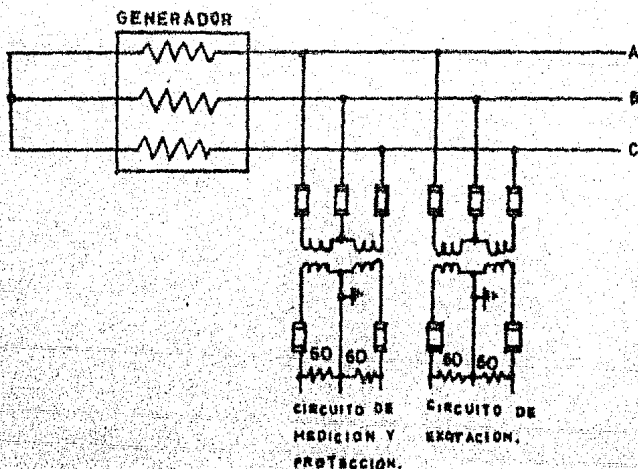 GENERADOR
A
B
C
60 60
60 60
CIRCUITO DE
MEDICION Y
PROTECCION.
CIRCUITO DE
EXCITACION.